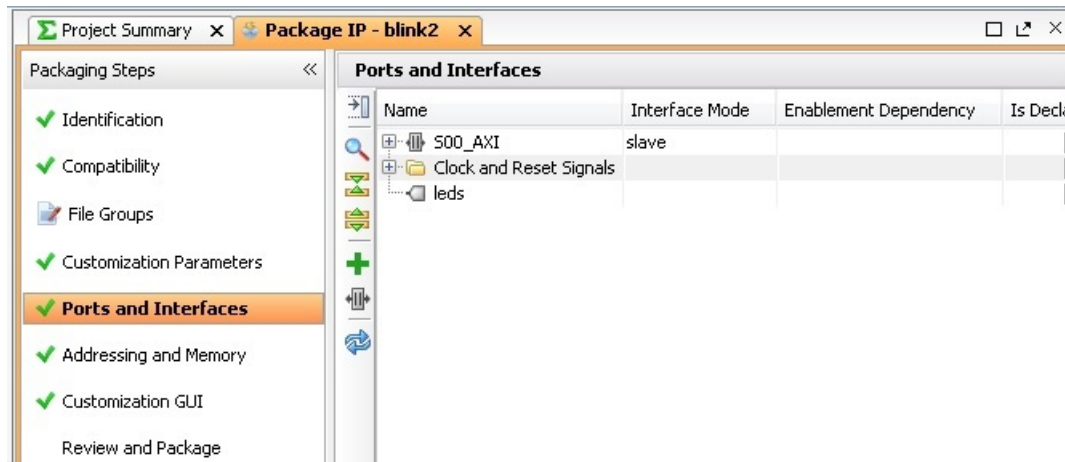 Project Summary
Package IP - blink2
Packaging Steps
Identification
Compatibility
File Groups
Customization Parameters
Ports and Interfaces
Addressing and Memory
Customization GUI
Review and Package
Ports and Interfaces
Name Interface Mode Enablement Dependency Is Decla
S00_AXI slave
Clock and Reset Signals
leds